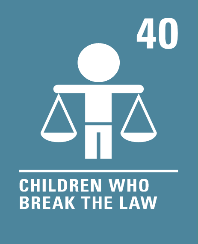 40
CHILDREN WHO
BREAK THE LAW